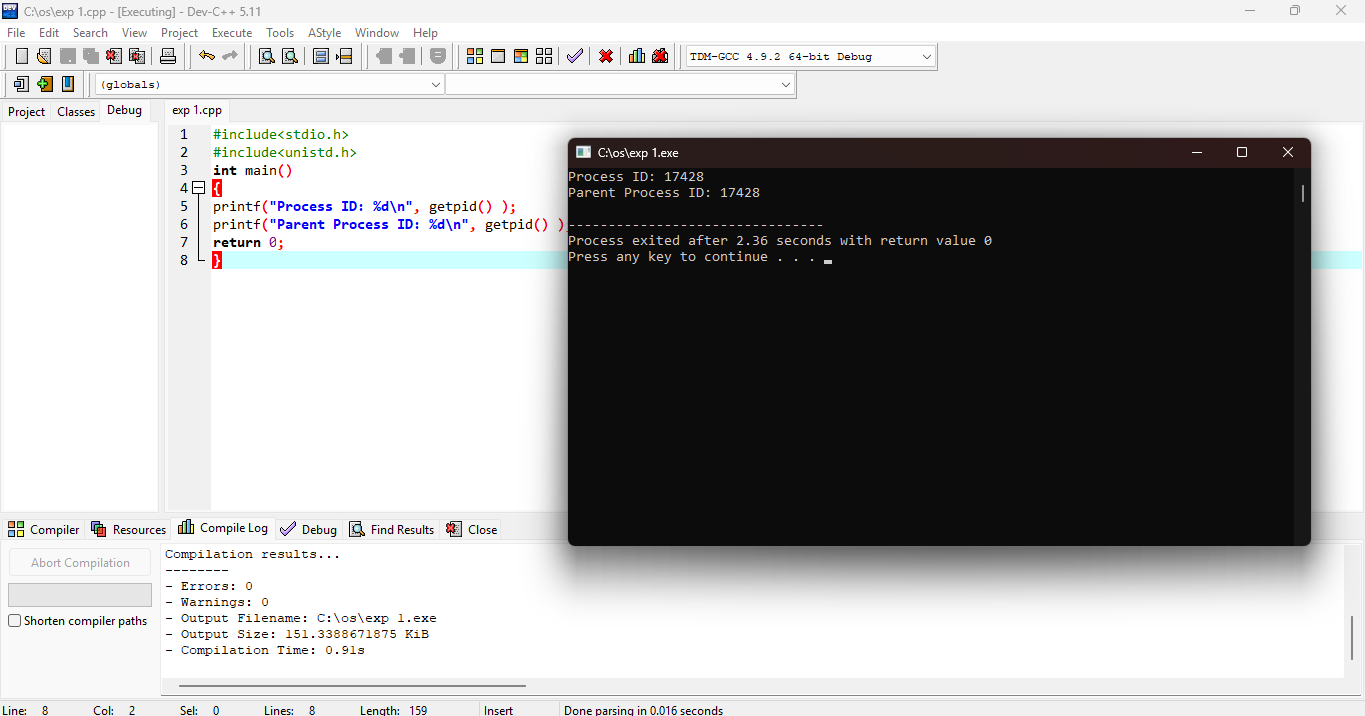 C:\os\exp 1.cpp - [Executing] - Dev-C++ 5.11
File Edit Search View Project Execute Tools AStyle Window Help
TDM-GCC 4.9.2 64-bit Debug
(globals)
Project Classes Debug
exp 1.cpp
1 #include<stdio.h>
2 #include<unistd.h>
3 int main()
4 {
5 printf("Process ID: %d\n", getpid() );
6 printf("Parent Process ID: %d\n", getpid() )
7 return 0;
8 }
C:\os\exp 1.exe
Process ID: 17428
Parent Process ID: 17428
--------------------------------
Process exited after 2.36 seconds with return value 0
Press any key to continue . . .
Compiler Resources Compile Log Debug Find Results Close
Abort Compilation
Shorten compiler paths
Compilation results...
--------
- Errors: 0
- Warnings: 0
- Output Filename: C:\os\exp 1.exe
- Output Size: 151.3388671875 KiB
- Compilation Time: 0.91s
Line: 8 Col: 2 Sel: 0 Lines: 8 Length: 159 Insert Done parsing in 0.016 seconds